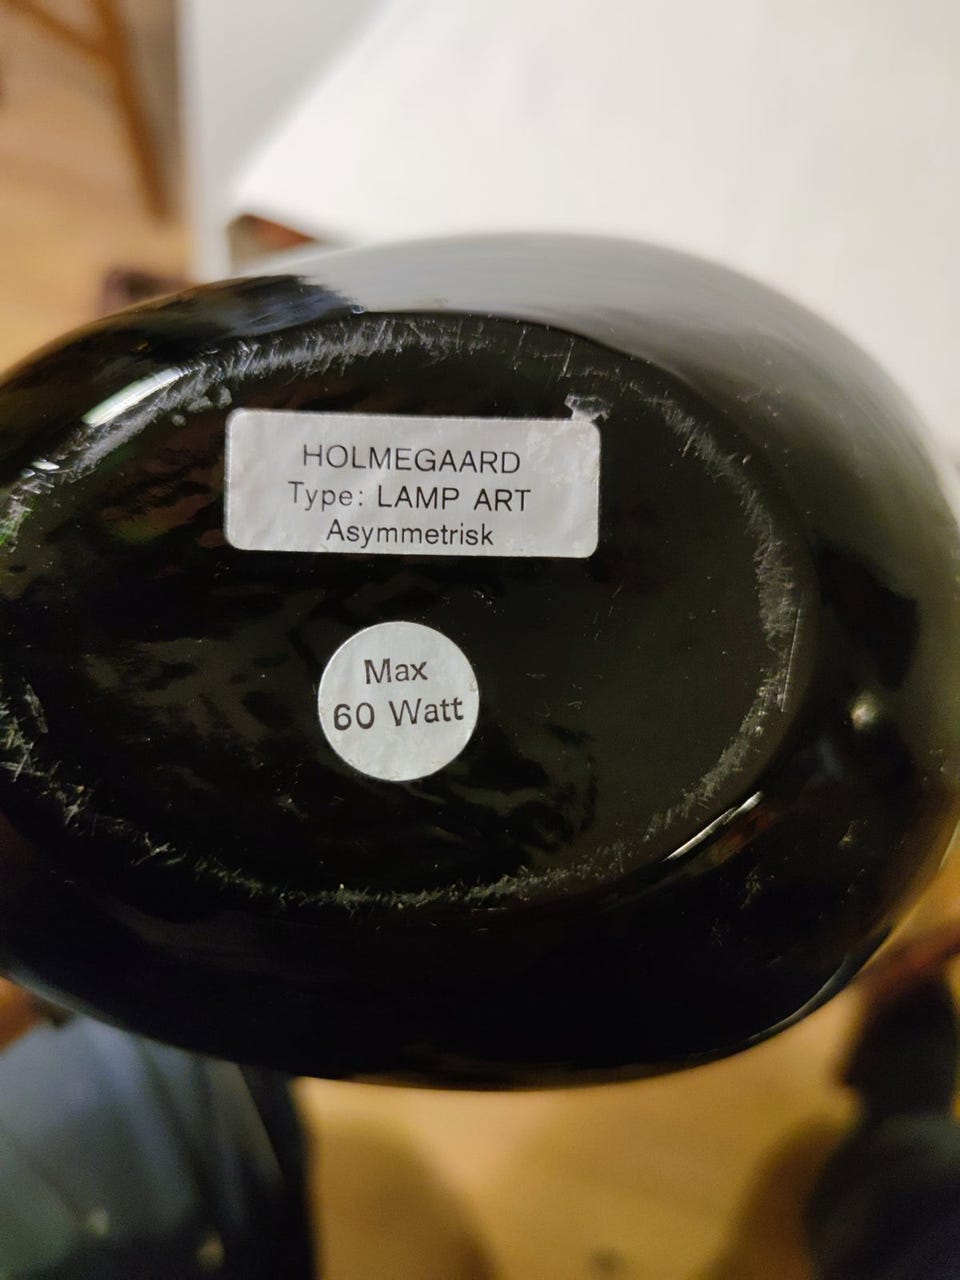 HOLMEGAARD
Type: LAMP ART
Asymmetrisk
Max
60 Watt